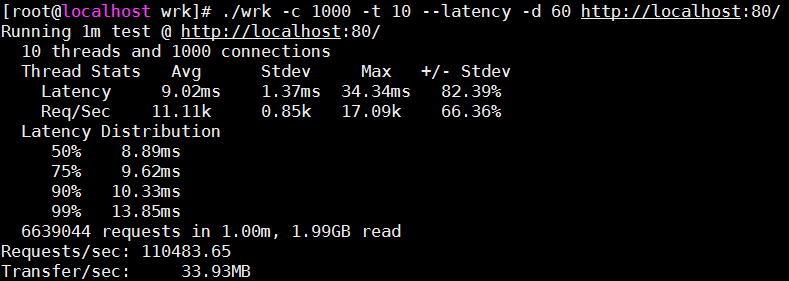 [root@localhost wrk]# ./wrk -c 1000 -t 10 --latency -d 60 http://localhost:80/
Running 1m test @ http://localhost:80/
  10 threads and 1000 connections
  Thread Stats   Avg      Stdev     Max   +/- Stdev
    Latency     9.02ms    1.37ms  34.34ms   82.39%
    Req/Sec    11.11k     0.85k   17.09k    66.36%
  Latency Distribution
     50%    8.89ms
     75%    9.62ms
     90%   10.33ms
     99%   13.85ms
  6639044 requests in 1.00m, 1.99GB read
Requests/sec: 110483.65
Transfer/sec:     33.93MB